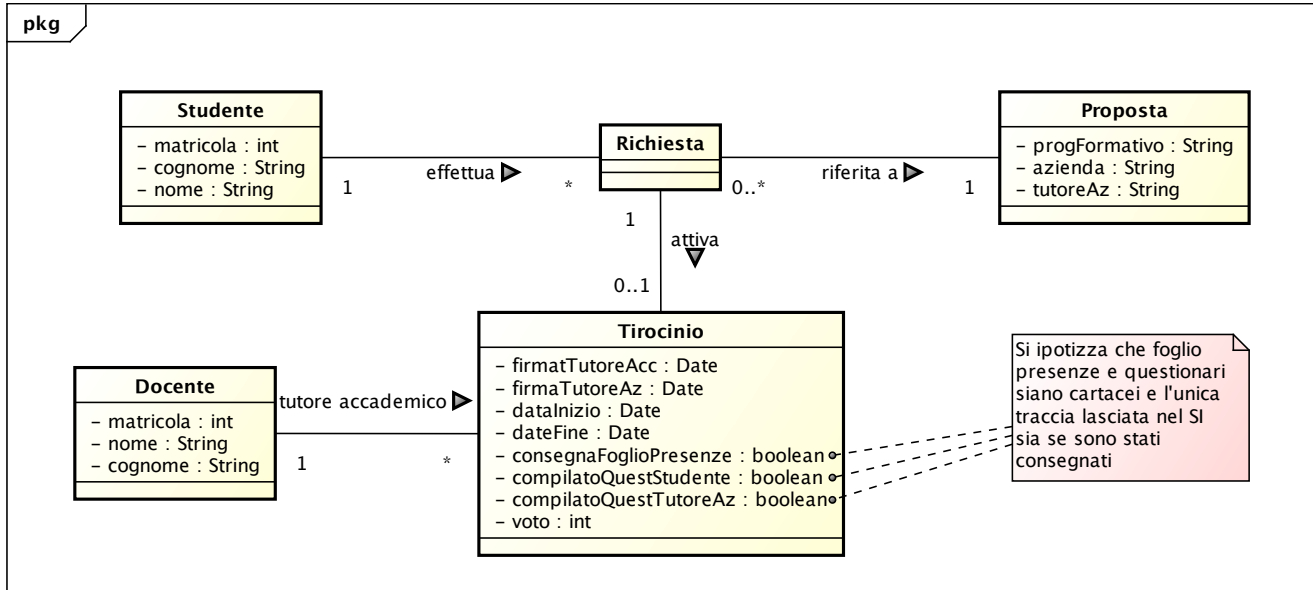 pkg
Studente
– matricola : int
– cognome : String
– nome : String
effettua
1
*
Richiesta
riferita a
0..*
1
Proposta
– progFormativo : String
– azienda : String
– tutoreAz : String
1
attiva
0..1
Docente
– matricola : int
– nome : String
– cognome : String
tutore accademico
1
*
Tirocinio
– firmatTutoreAcc : Date
– firmaTutoreAz : Date
– dataInizio : Date
– dateFine : Date
– consegnaFoglioPresenze : boolean
– compilatoQuestStudente : boolean
– compilatoQuestTutoreAz : boolean
– voto : int
Si ipotizza che foglio
presenze e questionari
siano cartacei e l'unica
traccia lasciata nel SI
sia se sono stati
consegnati